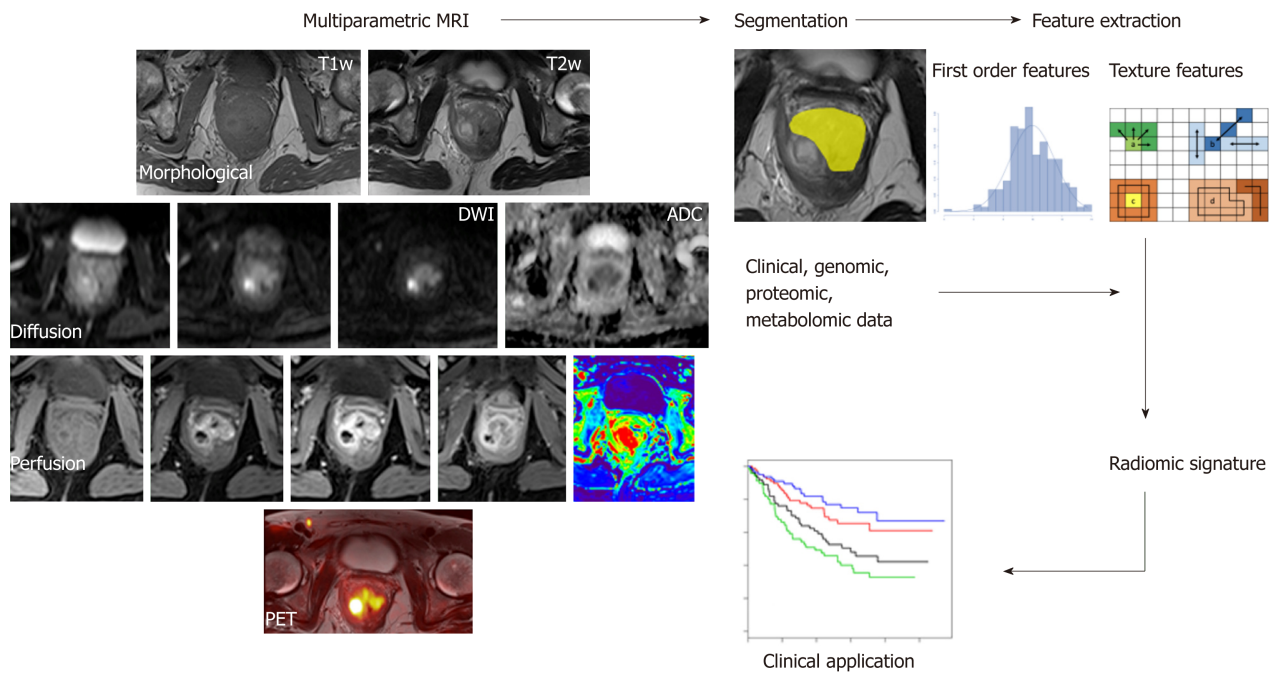 Multiparametric MRI
Segmentation
Feature extraction
T1w
T2w
Morphological
First order features
Texture features
a
b
c
d
DWI
ADC
Diffusion
Clinical, genomic,
proteomic,
metabolomic data
Perfusion
Radiomic signature
PET
Clinical application